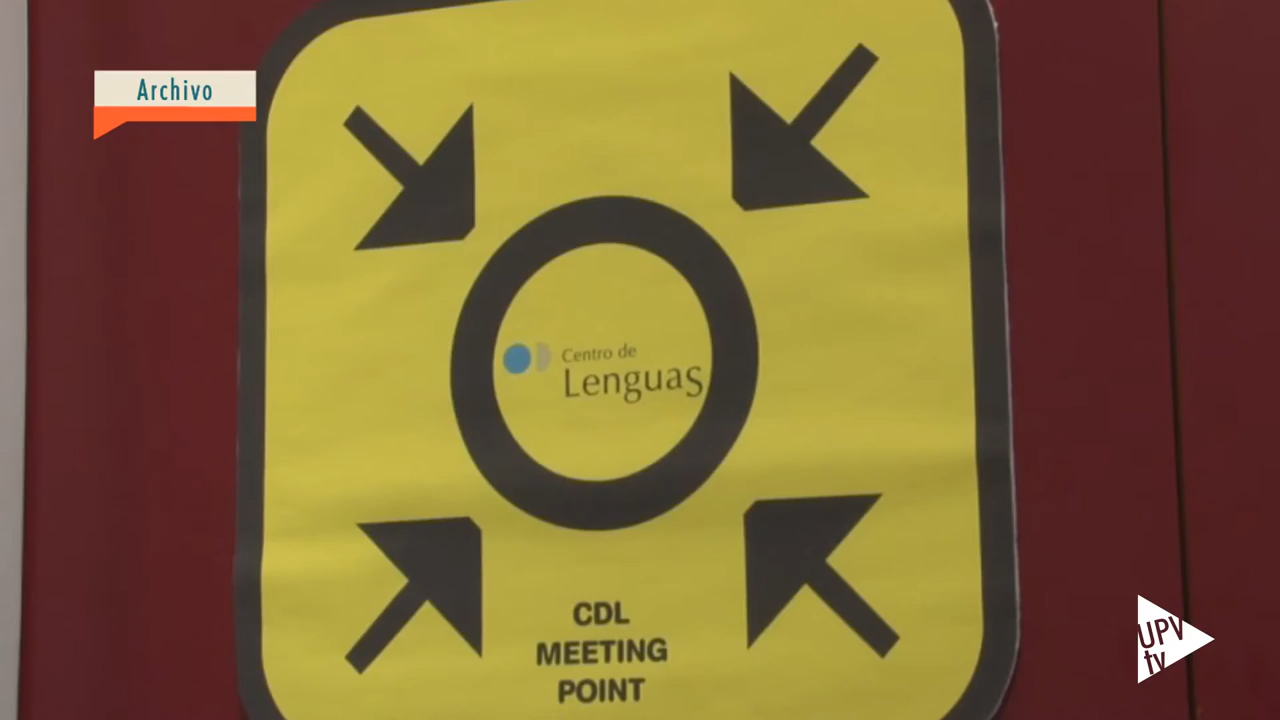 Archivo
Centro de
Lenguas
CDL
MEETING
POINT
UPV
tv